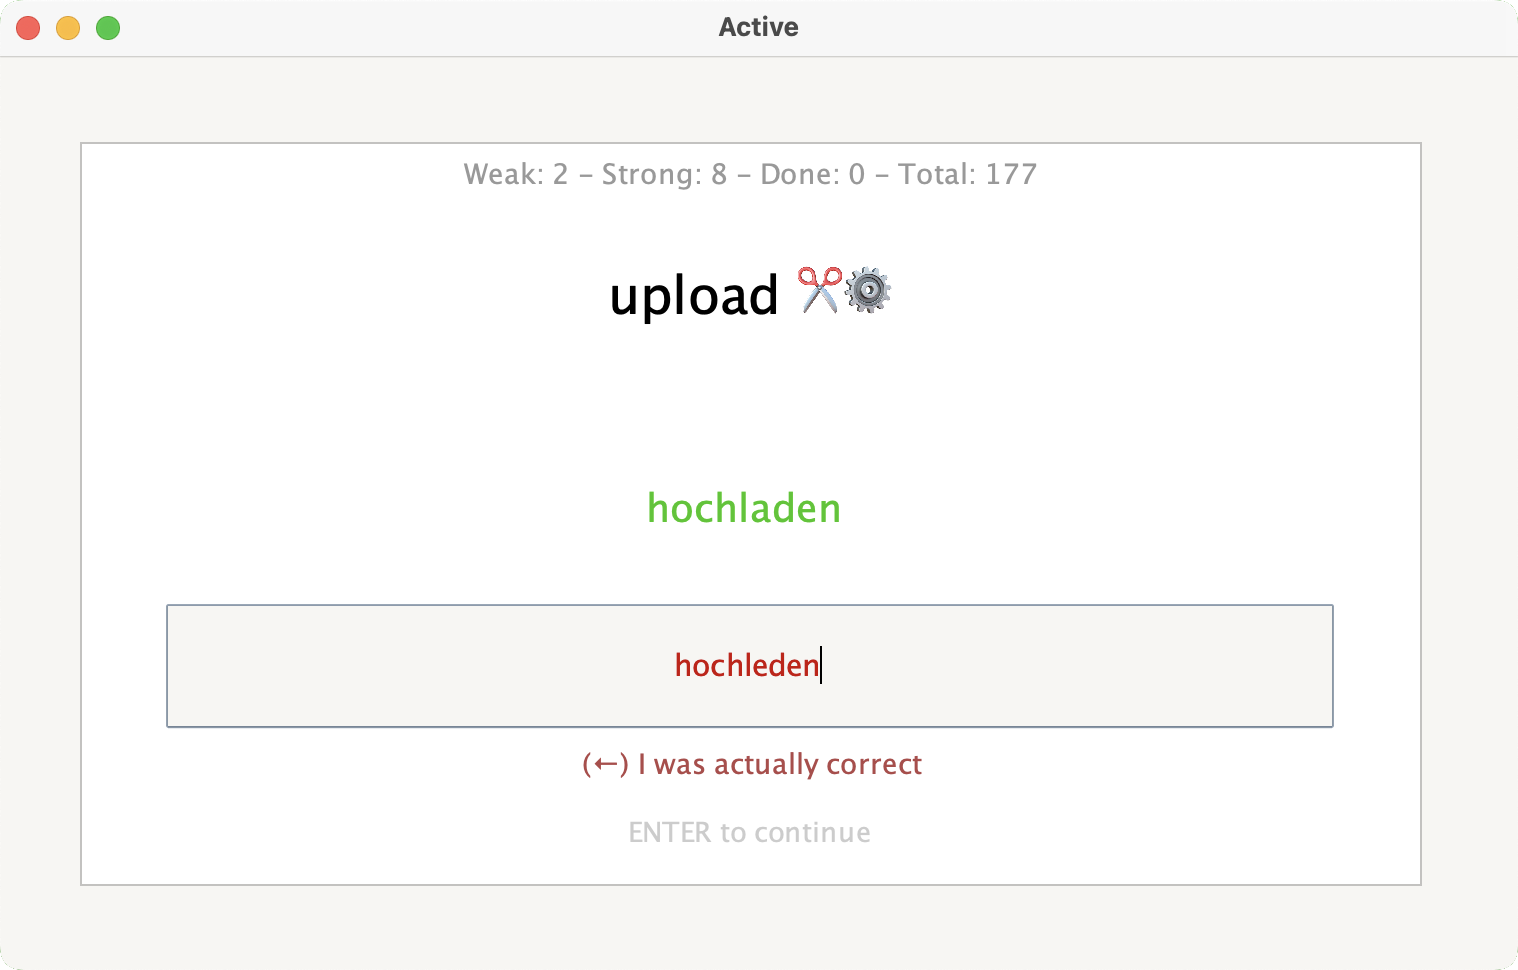 Active
Weak: 2 – Strong: 8 – Done: 0 – Total: 177
upload ✂️⚙️
hochladen
hochleden
(←) I was actually correct
ENTER to continue